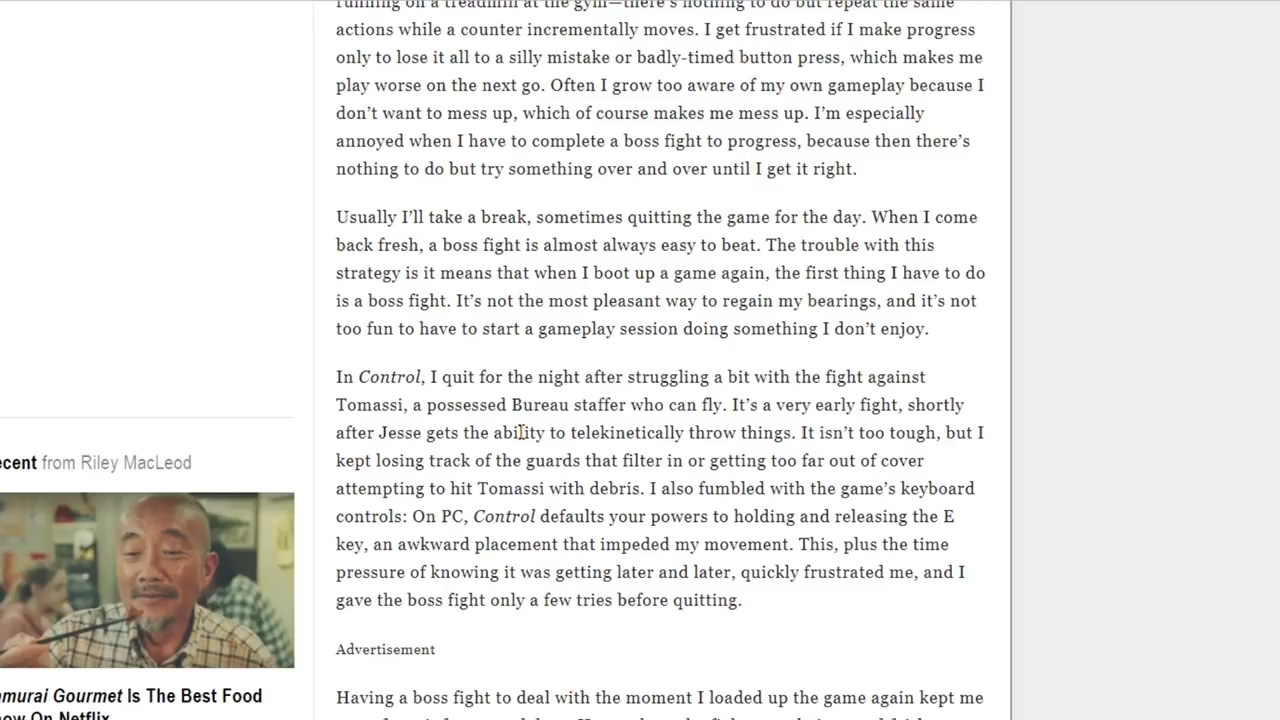 running on a treadmill at the gym—there's nothing to do but repeat the same
actions while a counter incrementally moves. I get frustrated if I make progress
only to lose it all to a silly mistake or badly-timed button press, which makes me
play worse on the next go. Often I grow too aware of my own gameplay because I
don't want to mess up, which of course makes me mess up. I'm especially
annoyed when I have to complete a boss fight to progress, because then there's
nothing to do but try something over and over until I get it right.
Usually I'll take a break, sometimes quitting the game for the day. When I come
back fresh, a boss fight is almost always easy to beat. The trouble with this
strategy is it means that when I boot up a game again, the first thing I have to do
is a boss fight. It's not the most pleasant way to regain my bearings, and it's not
too fun to have to start a gameplay session doing something I don't enjoy.
In Control, I quit for the night after struggling a bit with the fight against
Tomassi, a possessed Bureau staffer who can fly. It's a very early fight, shortly
after Jesse gets the ability to telekinetically throw things. It isn't too tough, but I
kept losing track of the guards that filter in or getting too far out of cover
attempting to hit Tomassi with debris. I also fumbled with the game's keyboard
controls: On PC, Control defaults your powers to holding and releasing the E
key, an awkward placement that impeded my movement. This, plus the time
pressure of knowing it was getting later and later, quickly frustrated me, and I
gave the boss fight only a few tries before quitting.
Advertisement
Having a boss fight to deal with the moment I loaded up the game again kept me
ecent from Riley MacLeod
amurai Gourmet Is The Best Food
how On Netflix